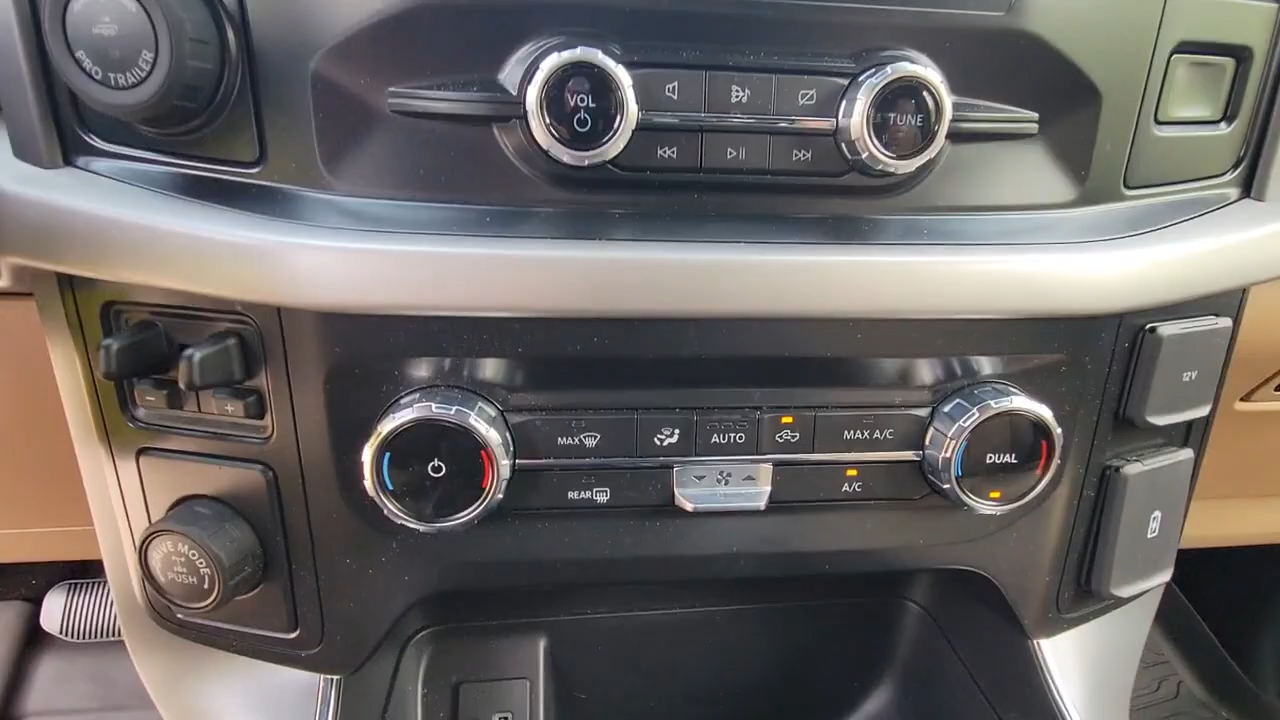 PRO TRAILER
VOL
TUNE
12V
MAX
AUTO
MAX A/C
DUAL
REAR
A/C
DRIVE MODE
PUSH